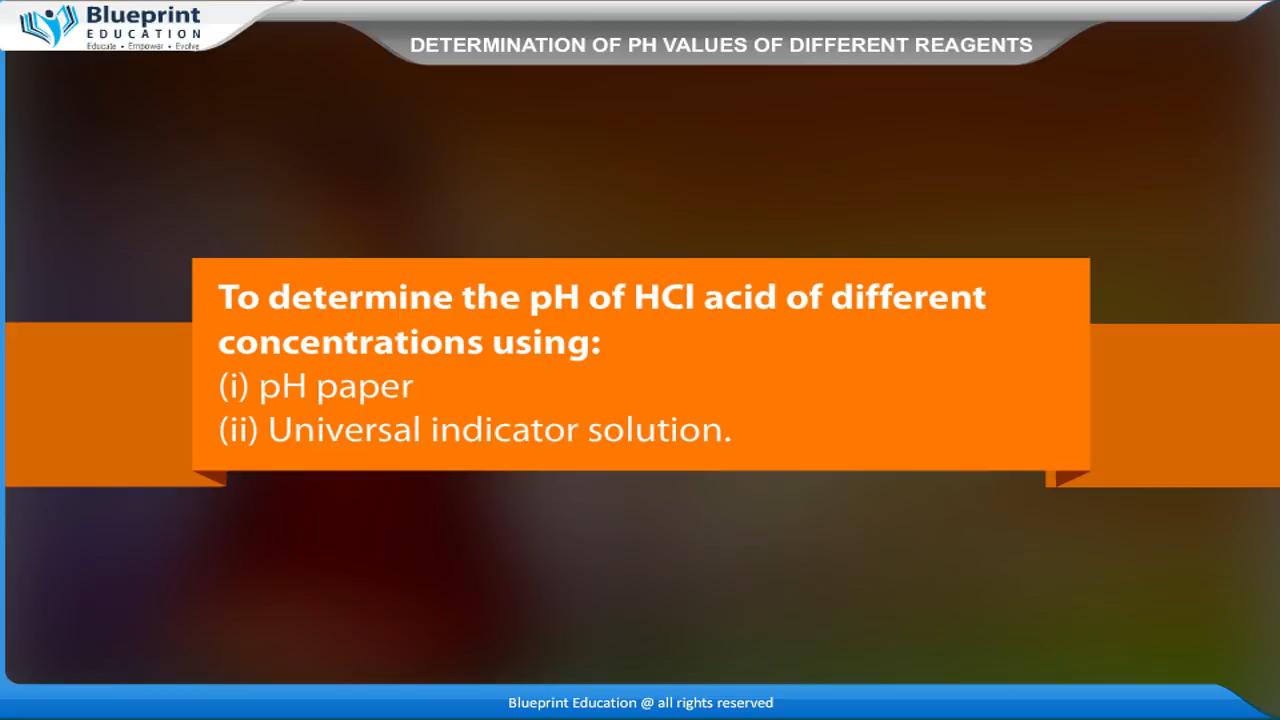 Blueprint
EDUCATION
Educate • Empower • Evolve
DETERMINATION OF PH VALUES OF DIFFERENT REAGENTS
To determine the pH of HCl acid of different
concentrations using:
(i) pH paper
(ii) Universal indicator solution.
Blueprint Education @ all rights reserved